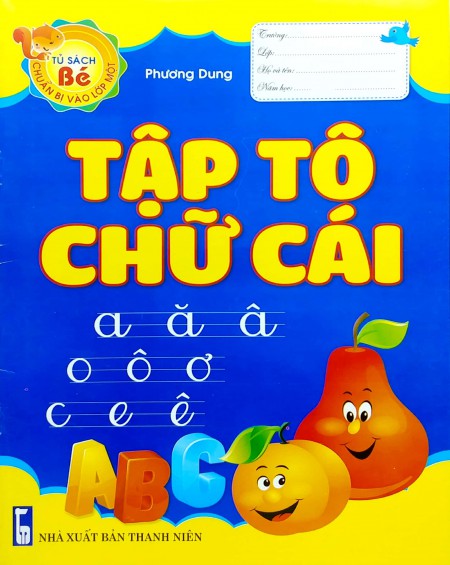 TỦ SÁCH
Bé
CHUẨN BỊ VÀO LỚP MỘT
Phương Dung
Trường:
Lớp:
Họ và tên:
Năm học:
TẬP TÔ
CHỮ CÁI
a ă â
o ô ơ
c e ê
ABC
NHÀ XUẤT BẢN THANH NIÊN